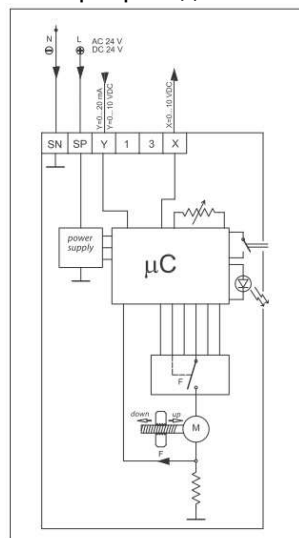 N L AC 24 V
DC 24 V
Y=0...20 mA
Y=0...10 VDC
X=0...10 VDC
SN SP Y 1 3 X
power
supply
µC
F
down up
M
F